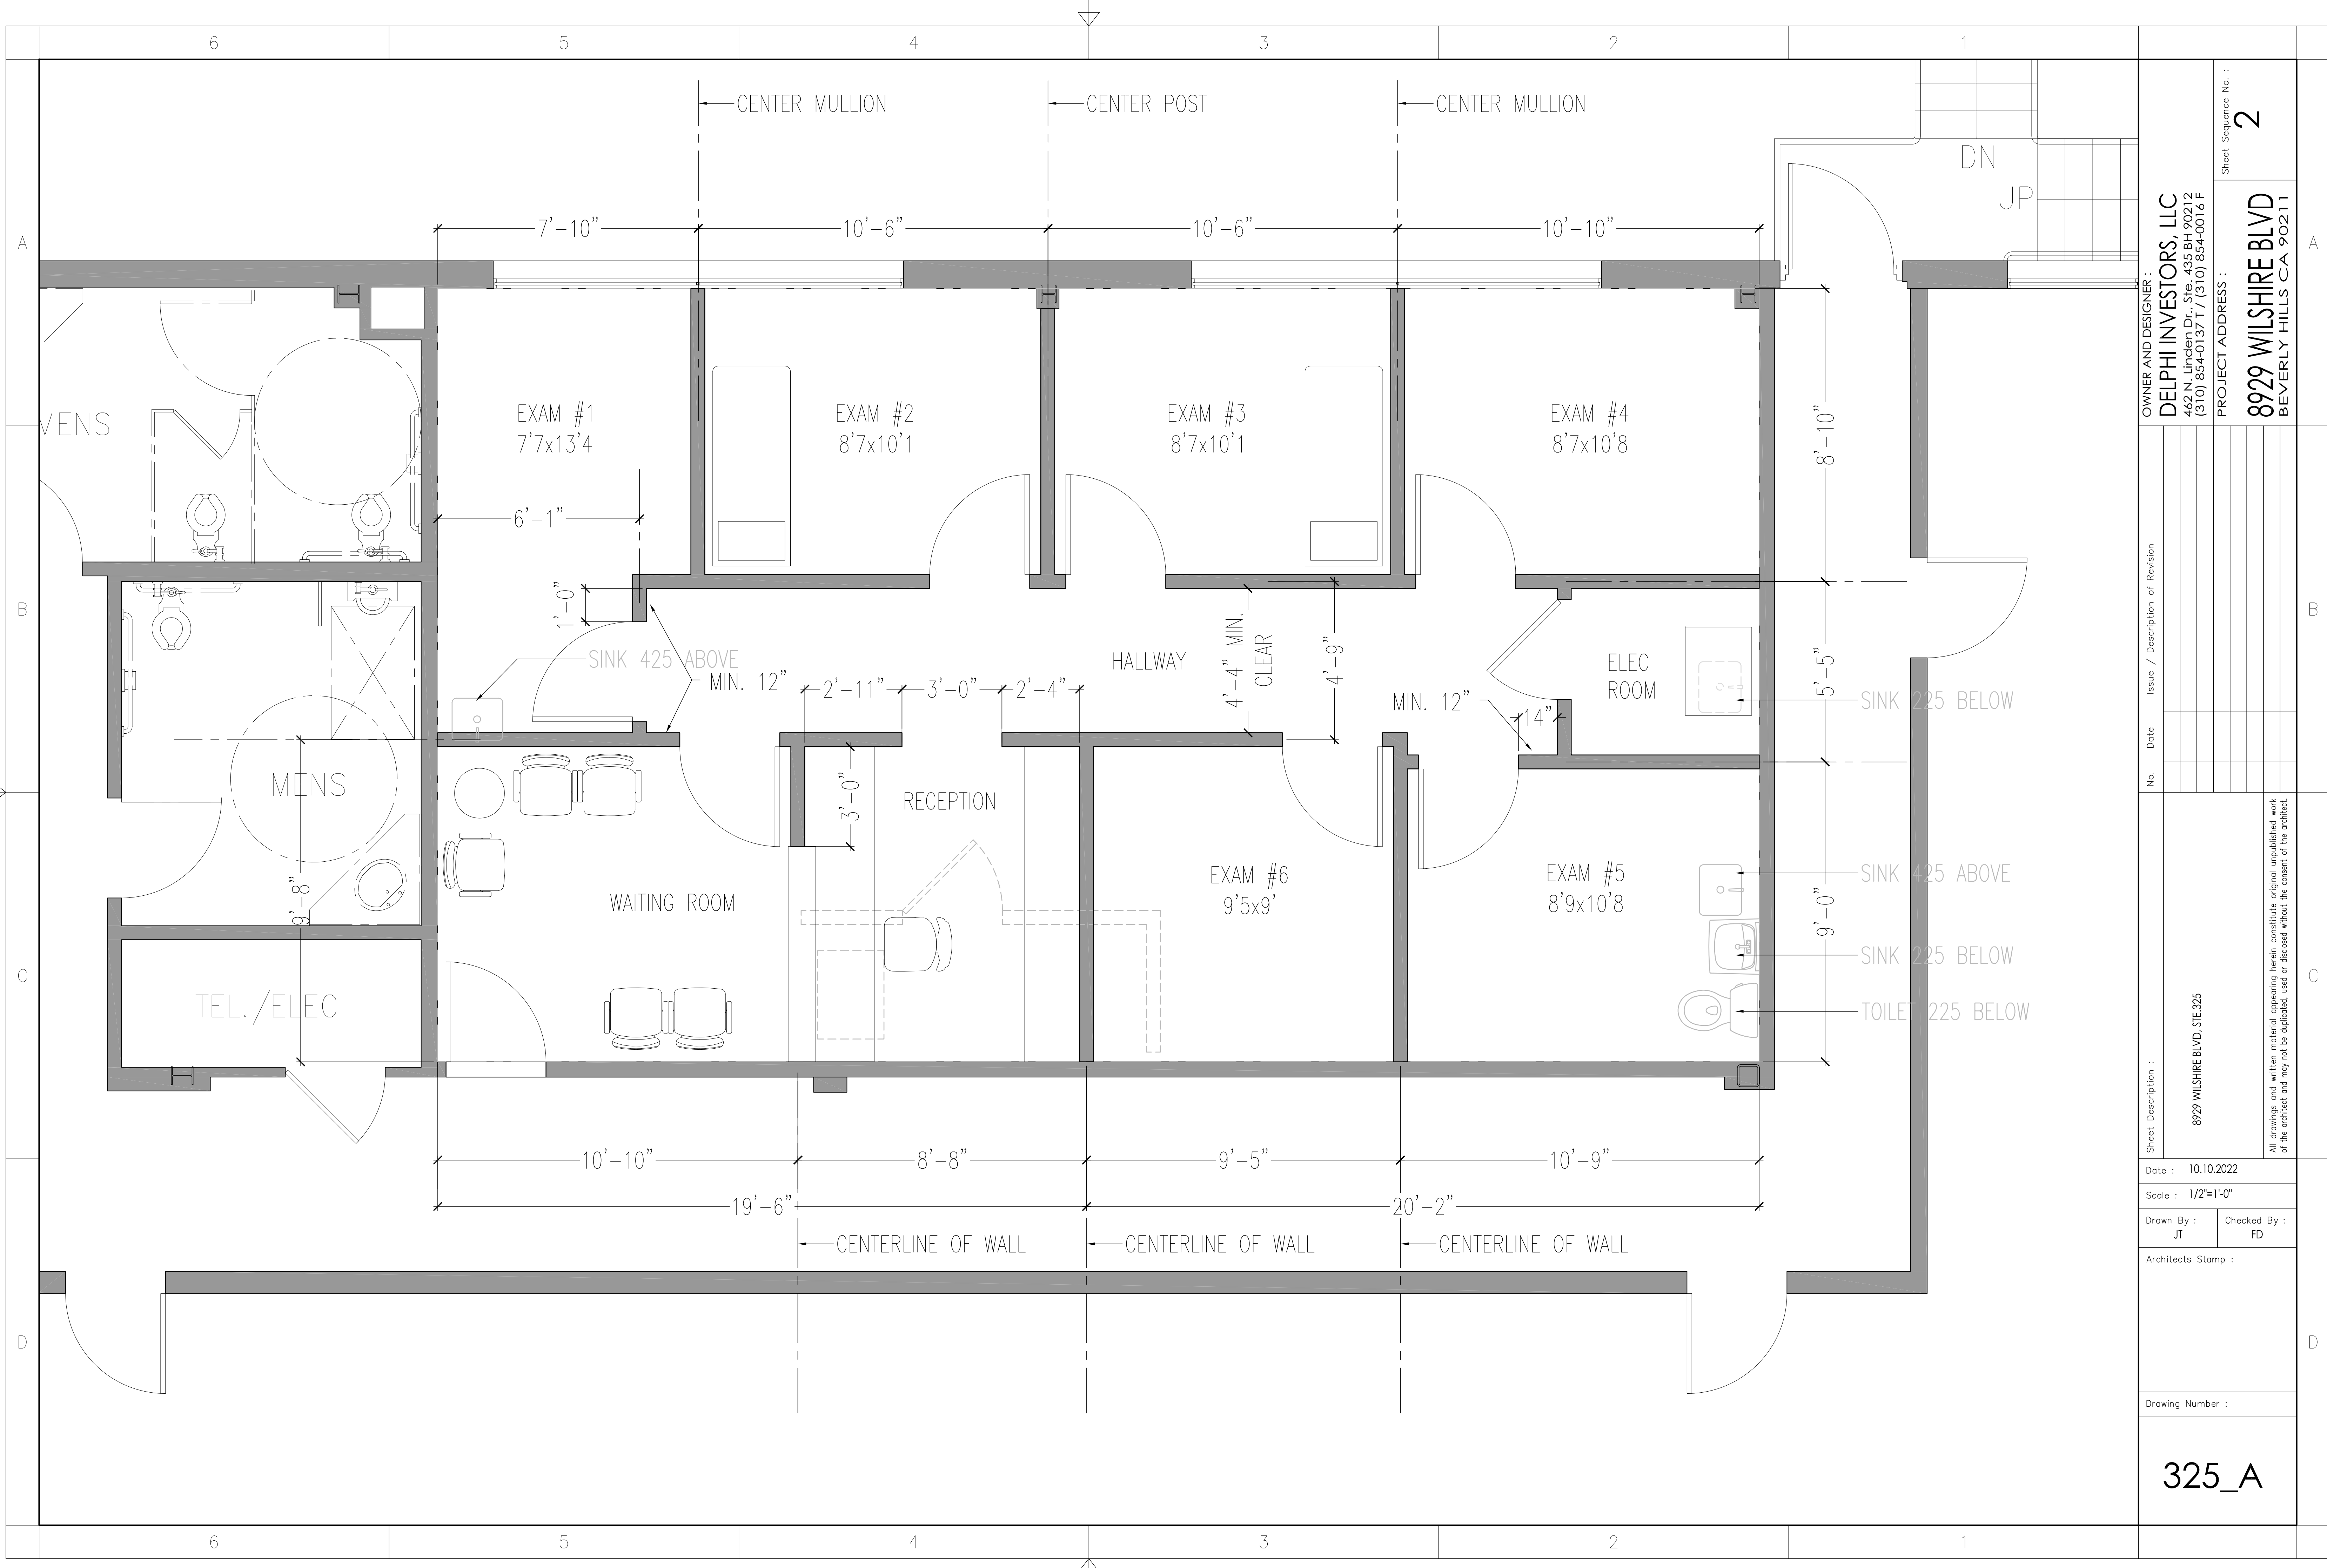 6 5 4 3 2 1
CENTER MULLION
CENTER POST
CENTER MULLION
DN
UP
7'-10" 10'-6" 10'-6" 10'-10"
A
A
MENS
EXAM #1
7'7x13'4
EXAM #2
8'7x10'1
EXAM #3
8'7x10'1
EXAM #4
8'7x10'8
8'-10"
6'-1"
1'-0"
B
B
SINK 425 ABOVE
MIN. 12"
2'-11" 3'-0" 2'-4"
HALLWAY
4'-4" MIN.
CLEAR
4'-9"
MIN. 12"
14"
ELEC
ROOM
5'-5"
SINK 225 BELOW
MENS
9'-8"
3'-0"
RECEPTION
WAITING ROOM
EXAM #6
9'5x9'
EXAM #5
8'9x10'8
9'-0"
SINK 425 ABOVE
SINK 225 BELOW
TOILET 225 BELOW
C
C
TEL./ELEC
10'-10" 8'-8" 9'-5" 10'-9"
19'-6" 20'-2"
CENTERLINE OF WALL
CENTERLINE OF WALL
CENTERLINE OF WALL
D
D
6 5 4 3 2 1
OWNER AND DESIGNER :
DELPHI INVESTORS, LLC
462 N. Linden Dr., Ste. 435 BH 90212
(310) 854-0137 T / (310) 854-0016 F
PROJECT ADDRESS :
8929 WILSHIRE BLVD
BEVERLY HILLS CA 90211
Sheet Sequence No. :
2
No. Date Issue / Description of Revision
Sheet Description :
8929 WILSHIRE BLVD, STE.325
All drawings and written material appearing herein constitute original unpublished work
of the architect and may not be duplicated, used or disclosed without the consent of the architect.
Date : 10.10.2022
Scale : 1/2"=1'-0"
Drawn By :
JT
Checked By :
FD
Architects Stamp :
Drawing Number :
325_A